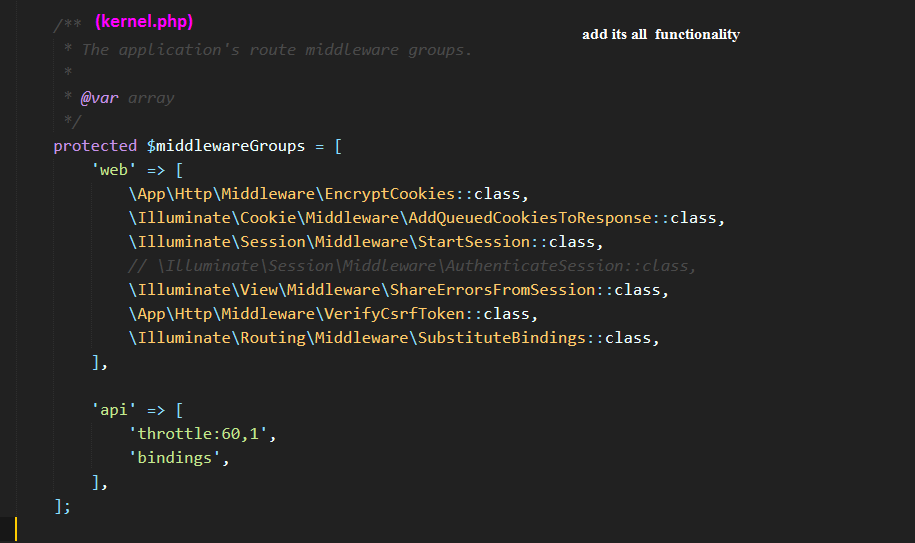 /** (kernel.php)
add its all functionality
* The application's route middleware groups.
*
* @var array
*/
protected $middlewareGroups = [
'web' => [
\App\Http\Middleware\EncryptCookies::class,
\Illuminate\Cookie\Middleware\AddQueuedCookiesToResponse::class,
\Illuminate\Session\Middleware\StartSession::class,
// \Illuminate\Session\Middleware\AuthenticateSession::class,
\Illuminate\View\Middleware\ShareErrorsFromSession::class,
\App\Http\Middleware\VerifyCsrfToken::class,
\Illuminate\Routing\Middleware\SubstituteBindings::class,
],
'api' => [
'throttle:60,1',
'bindings',
],
];